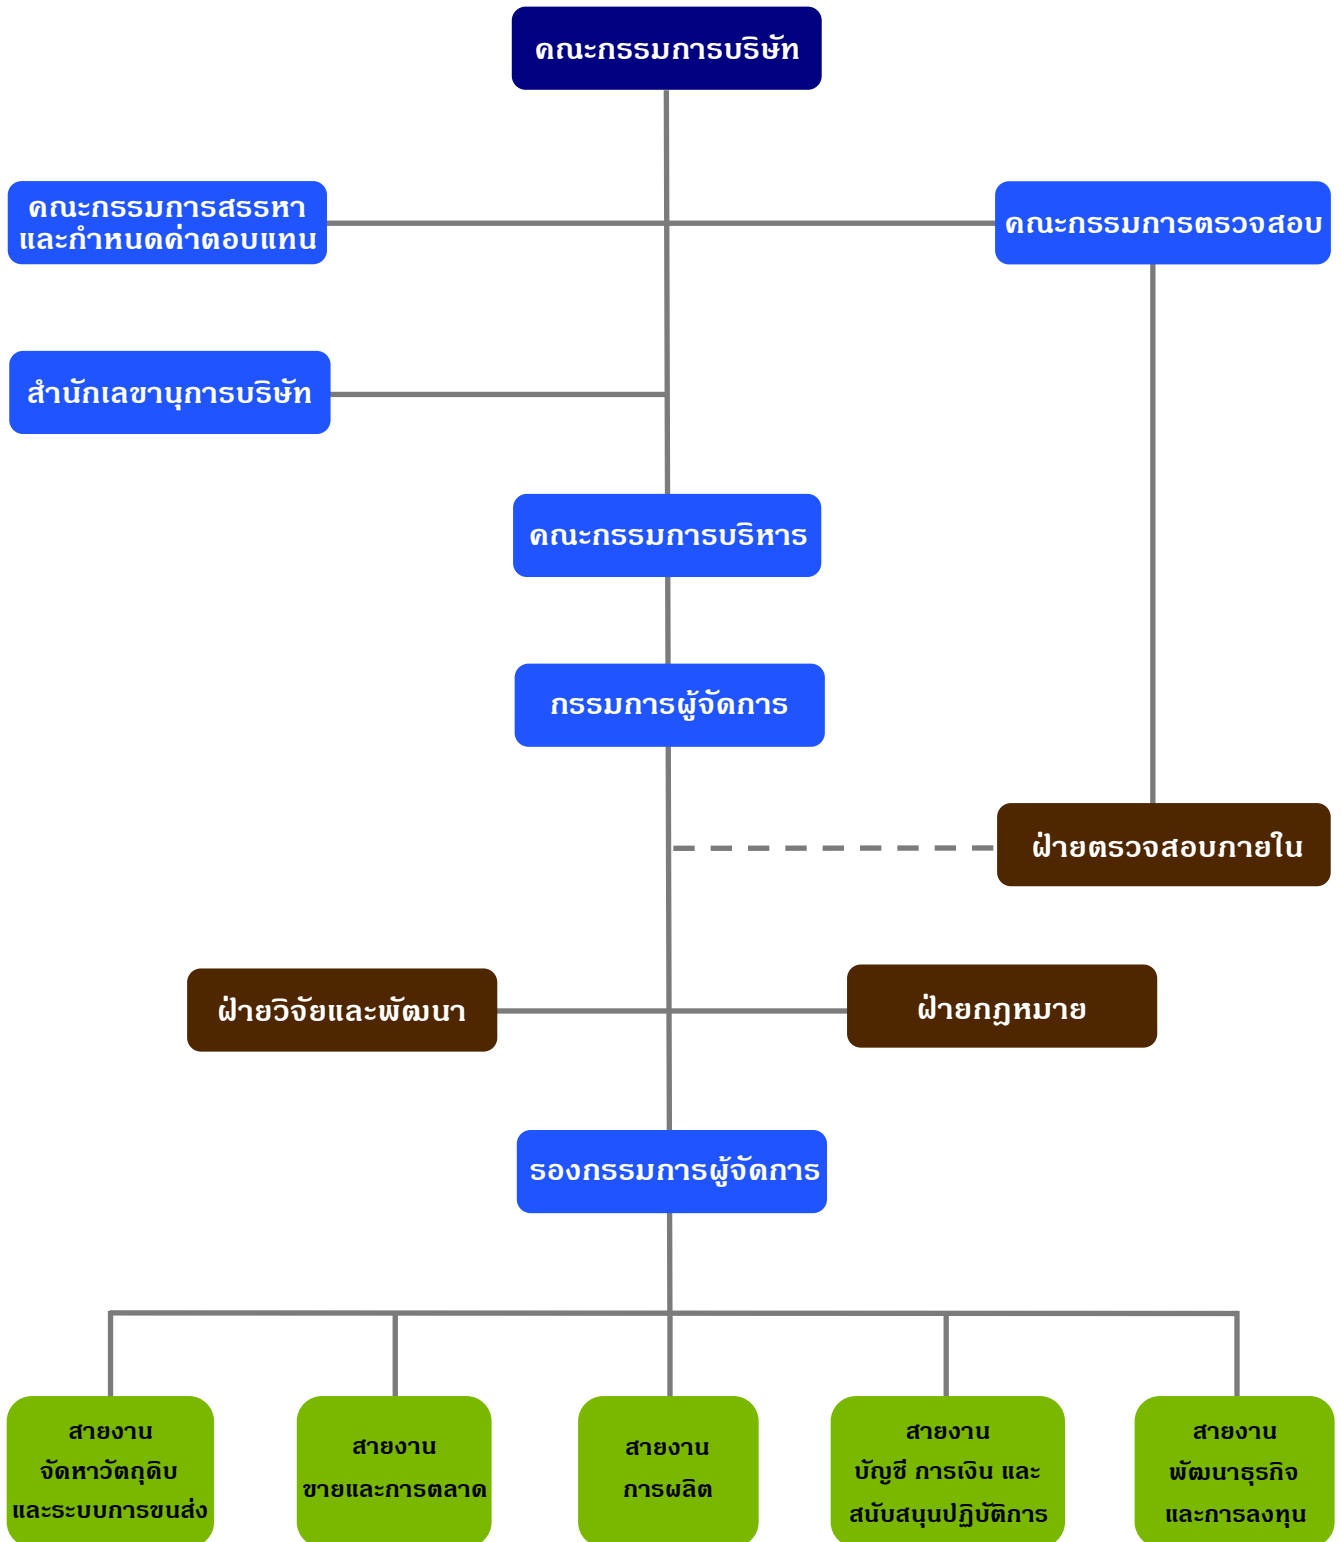 คณะกรรมการบริษัท
คณะกรรมการสรรหา
และกำหนดค่าตอบแทน
คณะกรรมการตรวจสอบ
สำนักเลขานุการบริษัท
คณะกรรมการบริหาร
กรรมการผู้จัดการ
ฝ่ายตรวจสอบภายใน
ฝ่ายวิจัยและพัฒนา
ฝ่ายกฎหมาย
รองกรรมการผู้จัดการ
สายงาน
จัดหาวัตถุดิบ
และระบบการขนส่ง
สายงาน
ขายและการตลาด
สายงาน
การผลิต
สายงาน
บัญชี การเงิน และ
สนับสนุนปฏิบัติการ
สายงาน
พัฒนาธุรกิจ
และการลงทุน